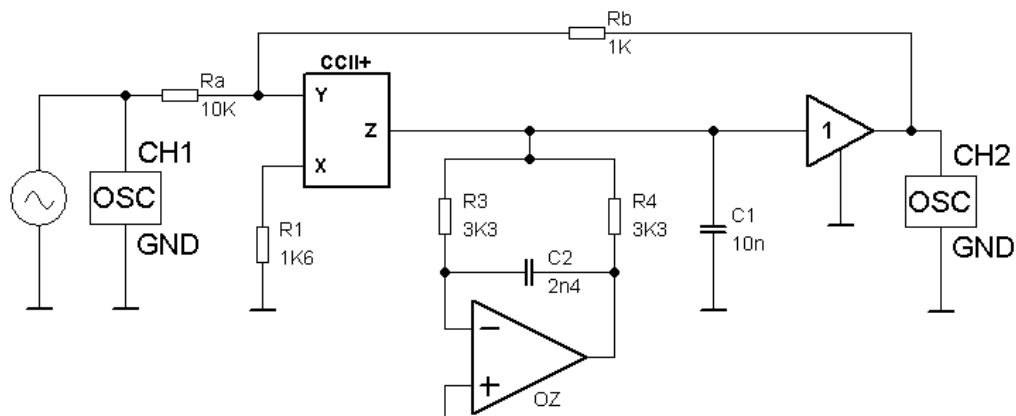 Rb
1K
CCII+
Ra
10K
Y
Z
X
1
CH1
OSC
GND
CH2
OSC
GND
R1
1K6
R3
3K3
R4
3K3
C1
10n
C2
2n4
OZ